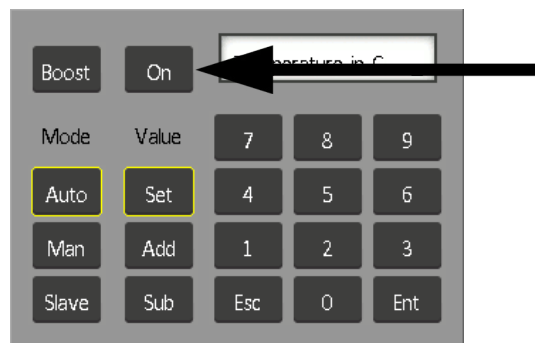 Temperature in C
Boost On
Mode Value 7 8 9
Auto Set 4 5 6
Man Add 1 2 3
Slave Sub Esc 0 Ent